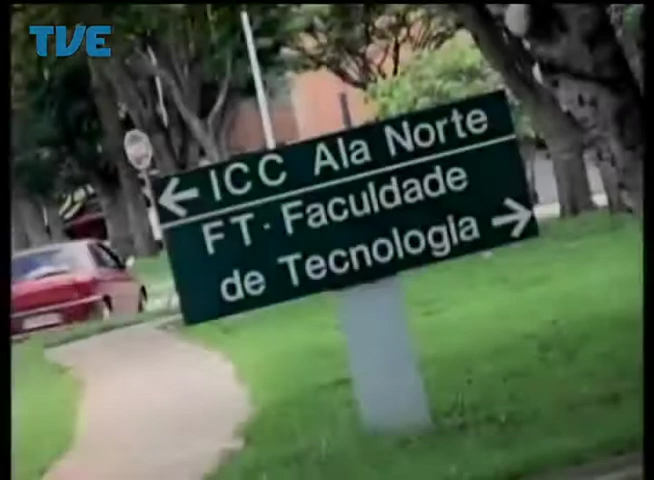 TVE
← ICC Ala Norte
FT · Faculdade
de Tecnologia →